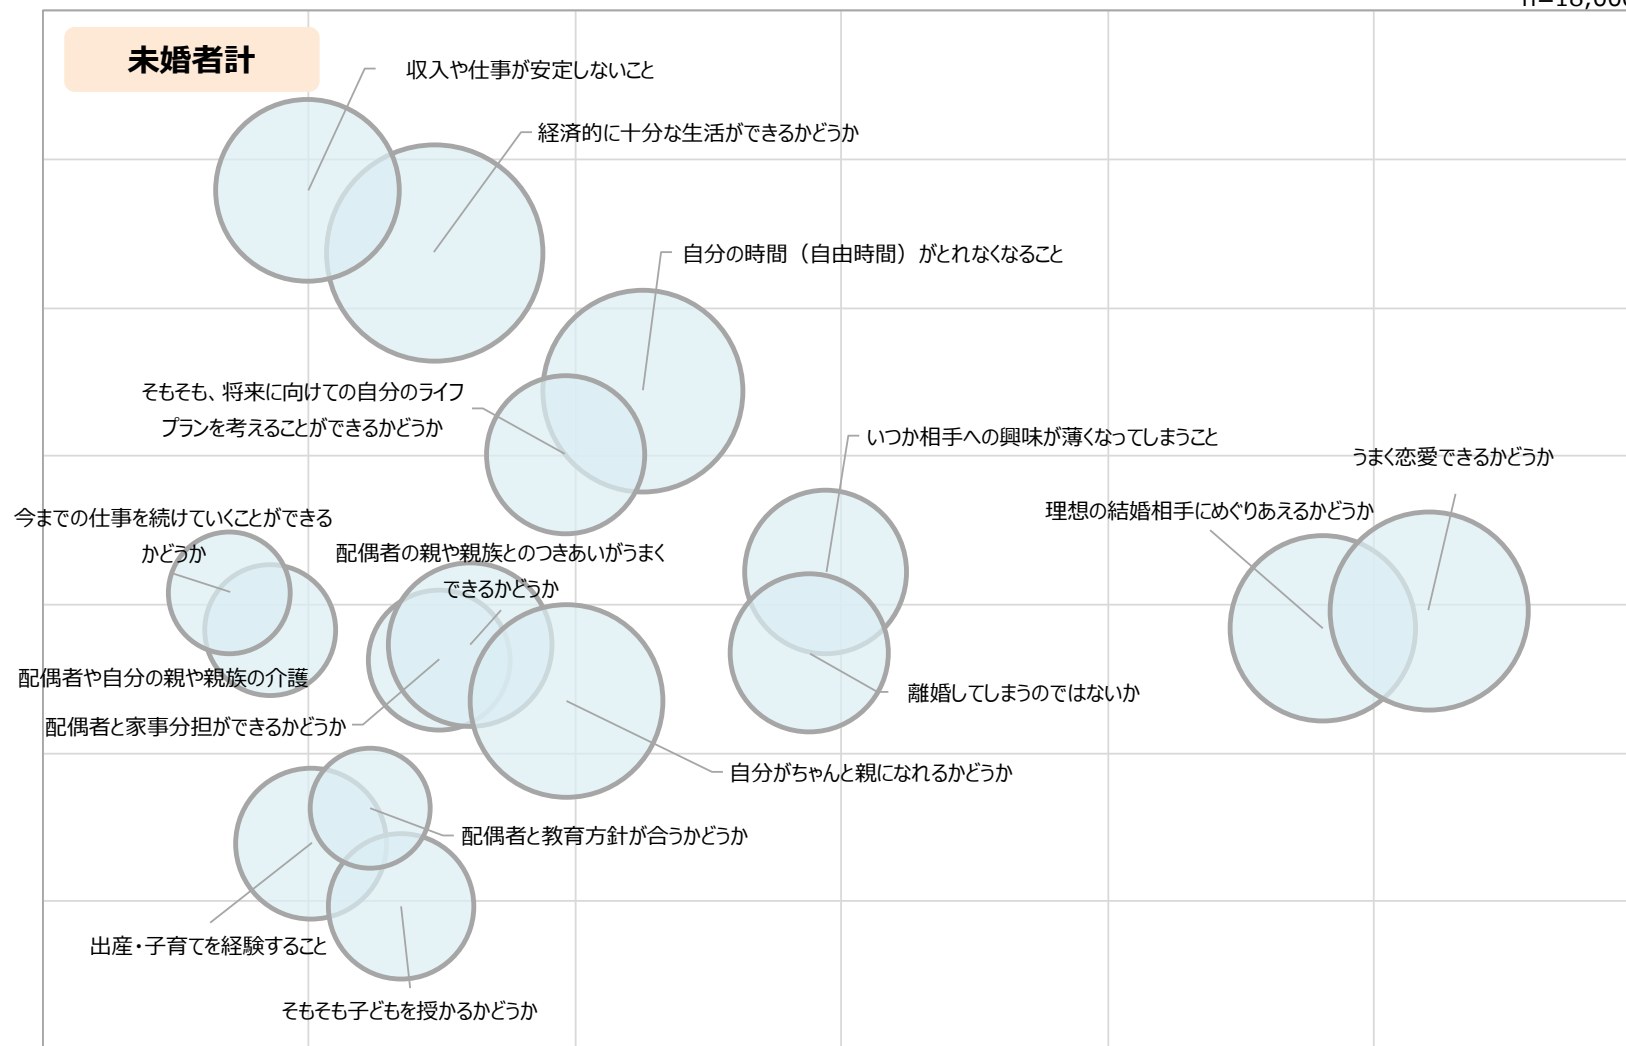 未婚者計
収入や仕事が安定しないこと
経済的に十分な生活ができるかどうか
自分の時間（自由時間）がとれなくなること
そもそも、将来に向けての自分のライフ
プランを考えることができるかどうか
いつか相手への興味が薄くなってしまうこと
うまく恋愛できるかどうか
理想の結婚相手にめぐりあえるかどうか
今までの仕事を続けていくことができる
かどうか
配偶者の親や親族とのつきあいがうまく
できるかどうか
配偶者や自分の親や親族の介護
配偶者と家事分担ができるかどうか
離婚してしまうのではないか
自分がちゃんと親になれるかどうか
配偶者と教育方針が合うかどうか
出産・子育てを経験すること
そもそも子どもを授かるかどうか